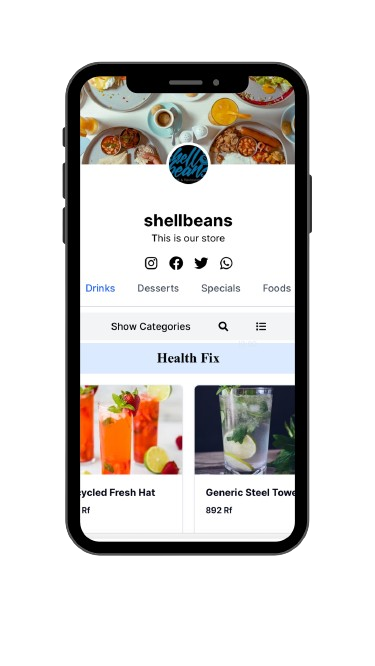 shell
beans
shellbeans
This is our store
Drinks Desserts Specials Foods
Show Categories
Health Fix
ycled Fresh Hat
Rf
Generic Steel Towe
892 Rf